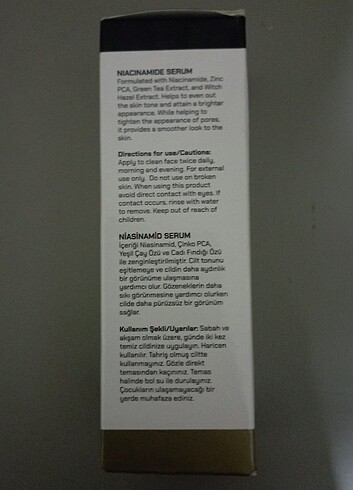 NIACINAMIDE SERUM
Formulated with Niacinamide, Zinc
PCA, Green Tea Extract, and Witch
Hazel Extract. Helps to even out
the skin tone and attain a brightar
appearance. While helping to
tighten the appearance of pores,
it provides a smoother look to the
skin.
Directions for use/Cautions:
Apply to clean face twice daily,
morning and evening. For external
use only. Do not use on broken
skin. When using this product
avoid direct contact with eyes. If
contact occurs, rinse with water
to remove. Keep out of reach of
children.
NİASİNAMİD SERUM
İçeriği Niasinamid, Çinko PCA,
Yeşil Çay Özü ve Cadı Fındığı Özü
ile zenginleştirilmiştir. Cilt tonunu
eşitlemeye ve cildin daha aydınlık
bir görünüme ulaşmasına
yardımcı olur. Gözeneklerin daha
sıkı görünmesine yardımcı olurken
cilde daha pürüzsüz bir görünüm
sağlar.
Kullanım Şekli/Uyarılar: Sabah ve
akşam olmak üzere, günde iki kez
temiz cildinize uygulayın. Haricen
kullanılır. Tahriş olmuş ciltte
kullanmayınız. Gözle direkt
temasından kaçınınız. Temas
halinde bol su ile durulayınız.
Çocukların ulaşamayacağı bir
yerde muhafaza ediniz.